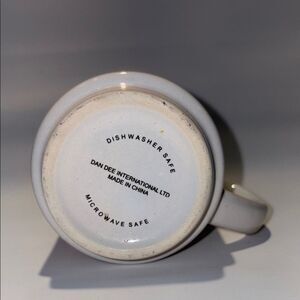 DISHWASHER SAFE
DAN DEE INTERNATIONAL LTD
MADE IN CHINA
MICROWAVE SAFE